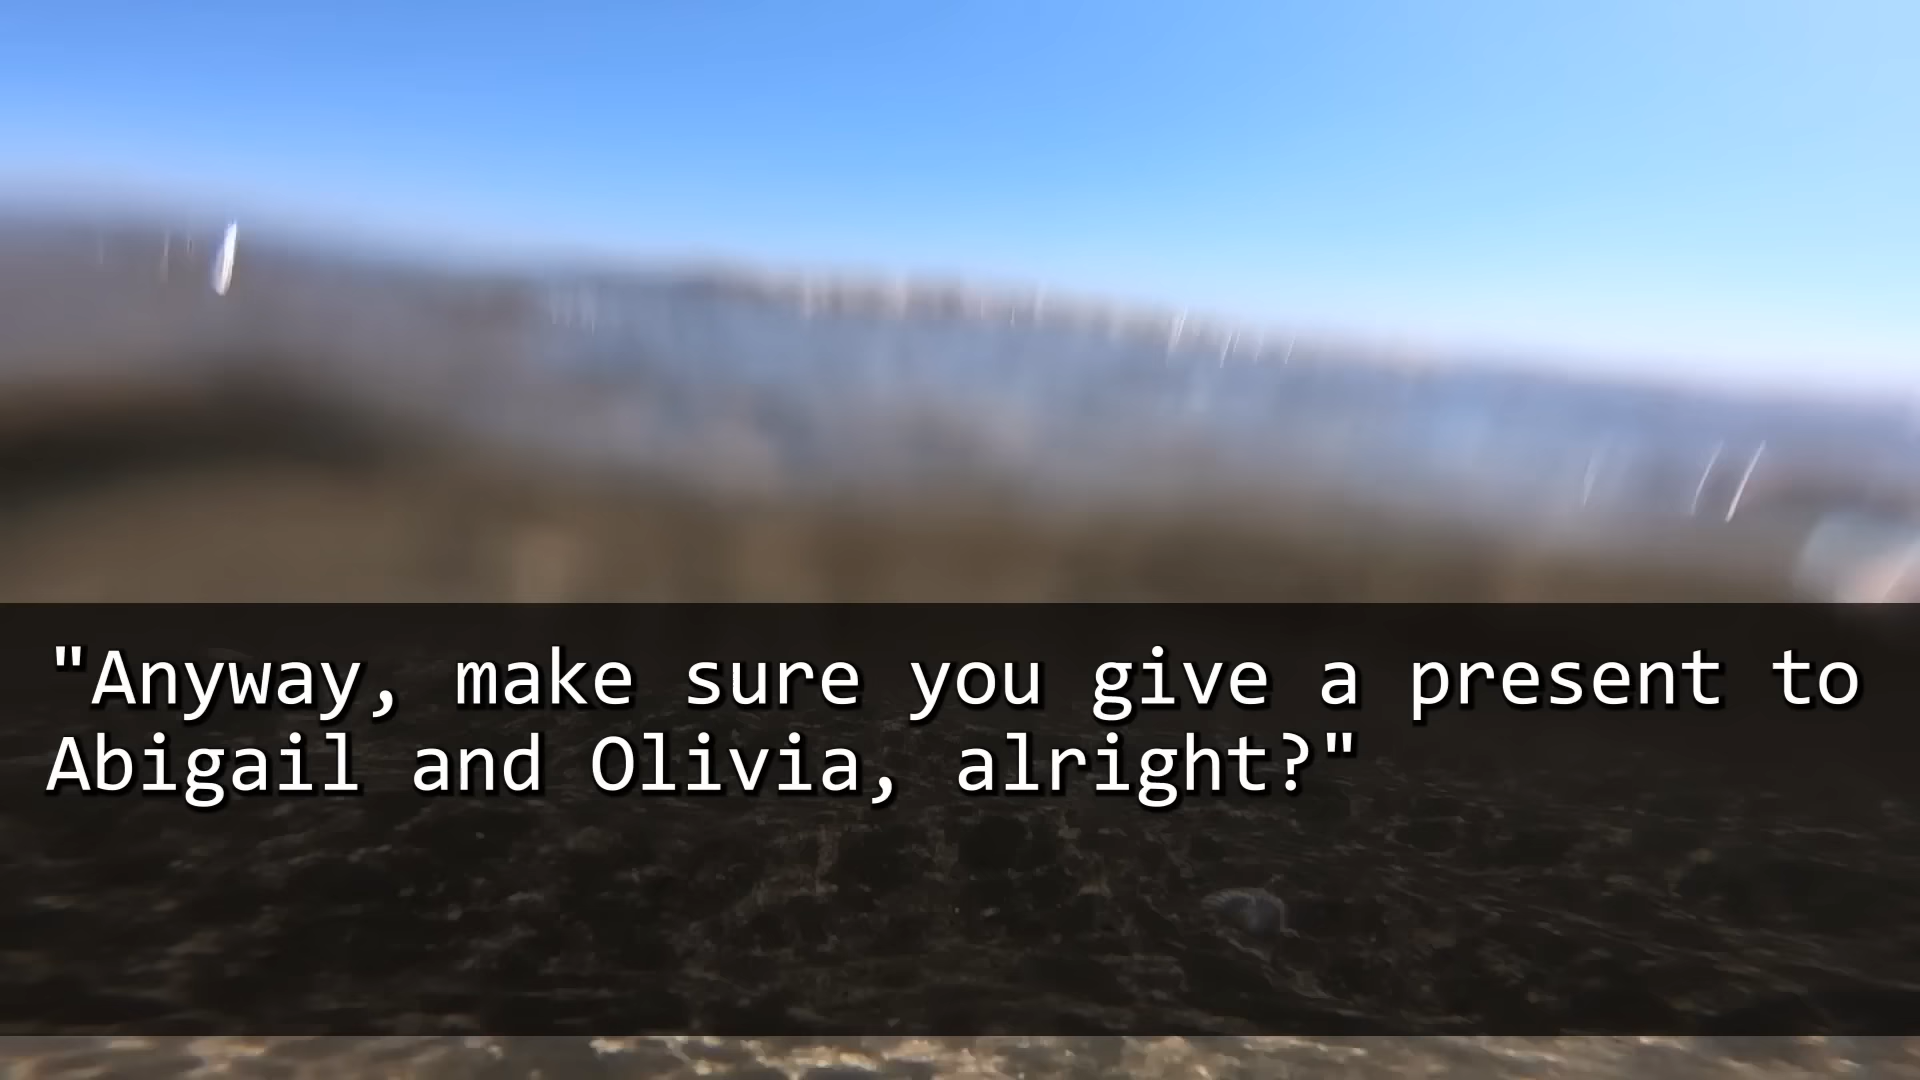 "Anyway, make sure you give a present to
Abigail and Olivia, alright?"